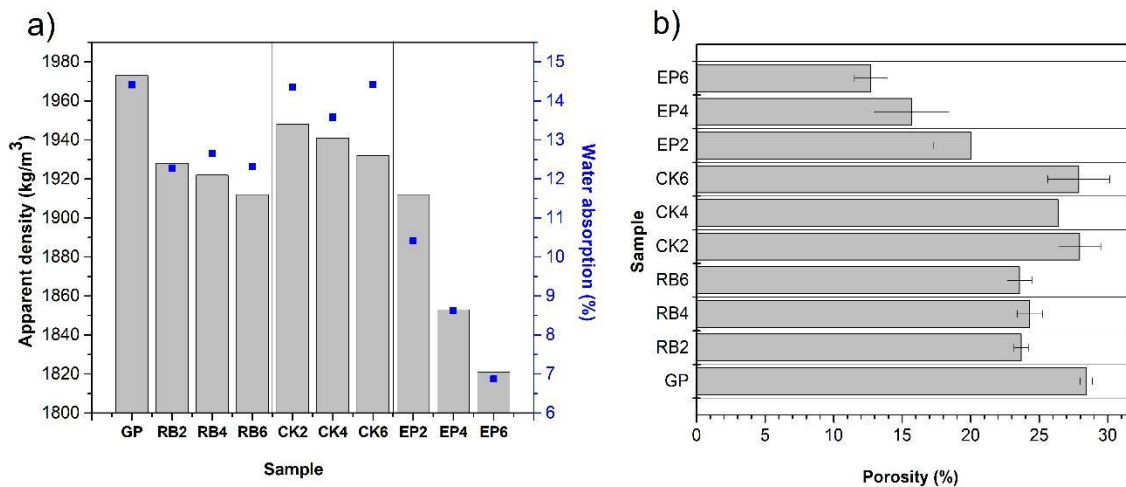 a)
1980
1960
1940
1920
1900
1880
1860
1840
1820
1800
Apparent density (kg/m³)
15
14
13
12
11
10
9
8
7
6
Water absorption (%)
GP RB2 RB4 RB6 CK2 CK4 CK6 EP2 EP4 EP6
Sample
b)
EP6
EP4
EP2
CK6
CK4
CK2
RB6
RB4
RB2
GP
Sample
0 5 10 15 20 25 30
Porosity (%)